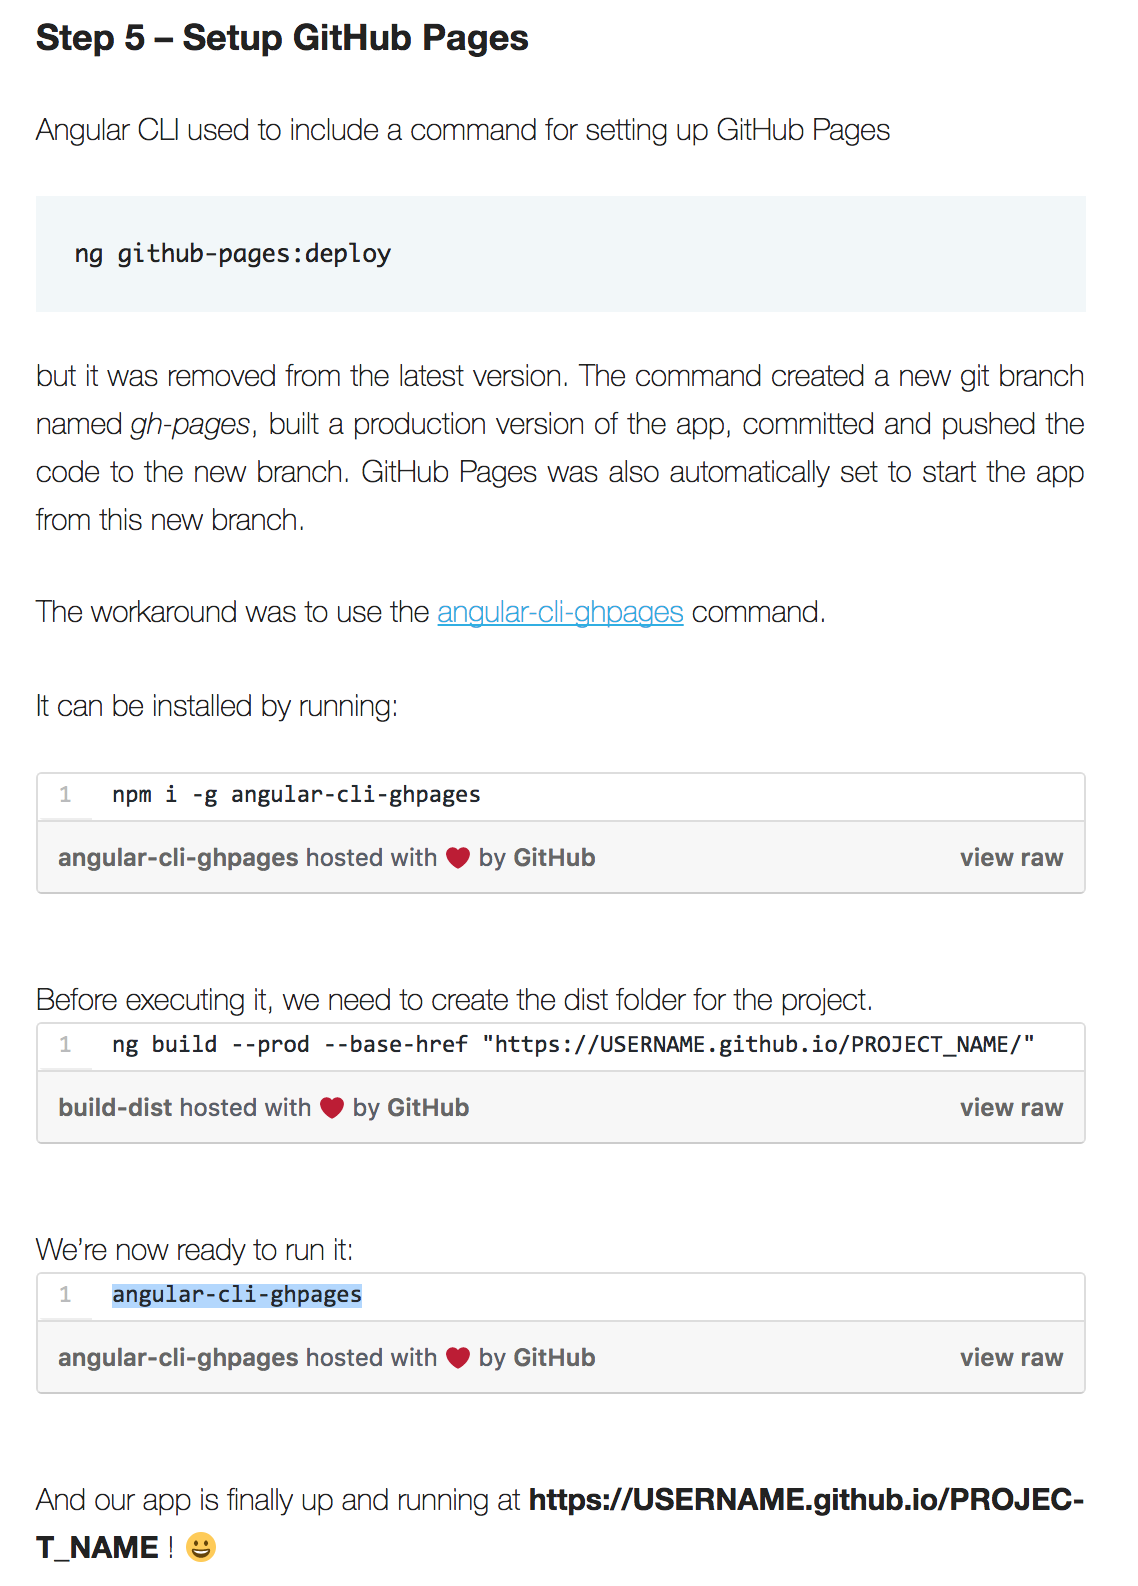 Step 5 – Setup GitHub Pages
Angular CLI used to include a command for setting up GitHub Pages
ng github-pages:deploy
but it was removed from the latest version. The command created a new git branch
named gh-pages, built a production version of the app, committed and pushed the
code to the new branch. GitHub Pages was also automatically set to start the app
from this new branch.
The workaround was to use the angular-cli-ghpages command.
It can be installed by running:
1 npm i -g angular-cli-ghpages
angular-cli-ghpages hosted with ❤ by GitHub view raw
Before executing it, we need to create the dist folder for the project.
1 ng build --prod --base-href "https://USERNAME.github.io/PROJECT_NAME/"
build-dist hosted with ❤ by GitHub view raw
We're now ready to run it:
1 angular-cli-ghpages
angular-cli-ghpages hosted with ❤ by GitHub view raw
And our app is finally up and running at https://USERNAME.github.io/PROJEC-
T_NAME ! 😀